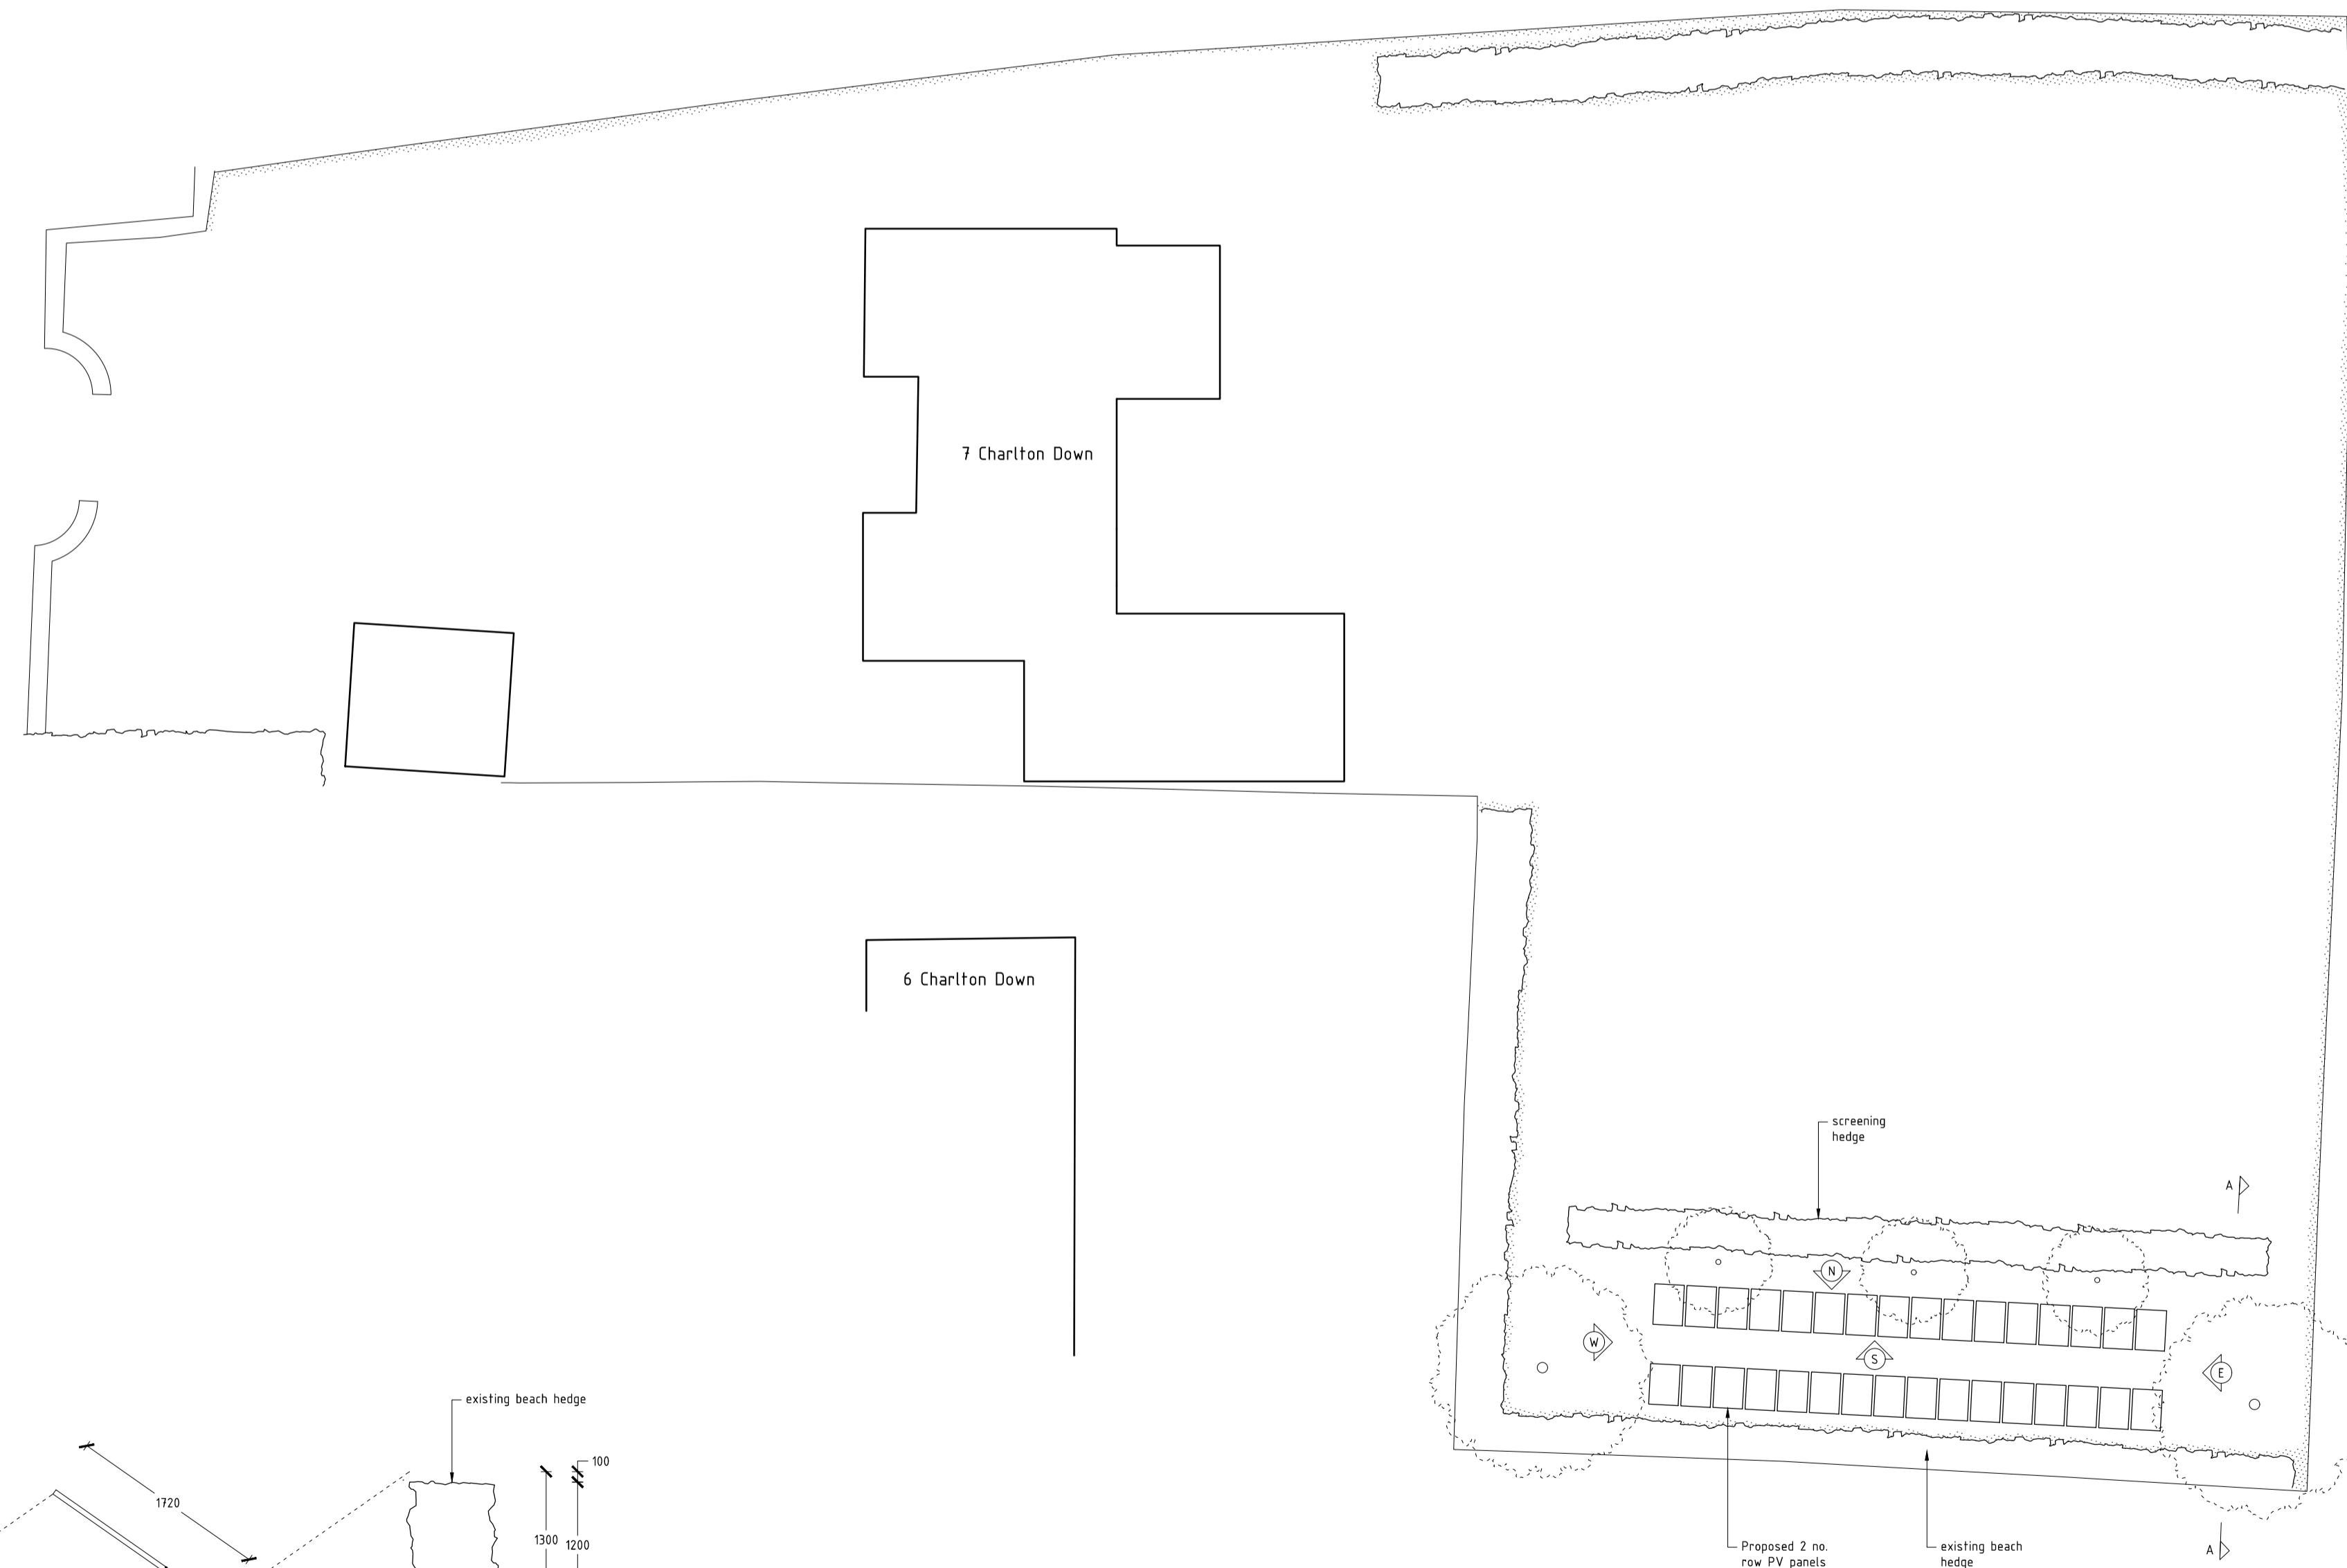 7 Charlton Down
6 Charlton Down
screening
hedge
A
N
W
S
E
existing beach hedge
100
1720
1300
1200
Proposed 2 no.
row PV panels
existing beach
hedge
A